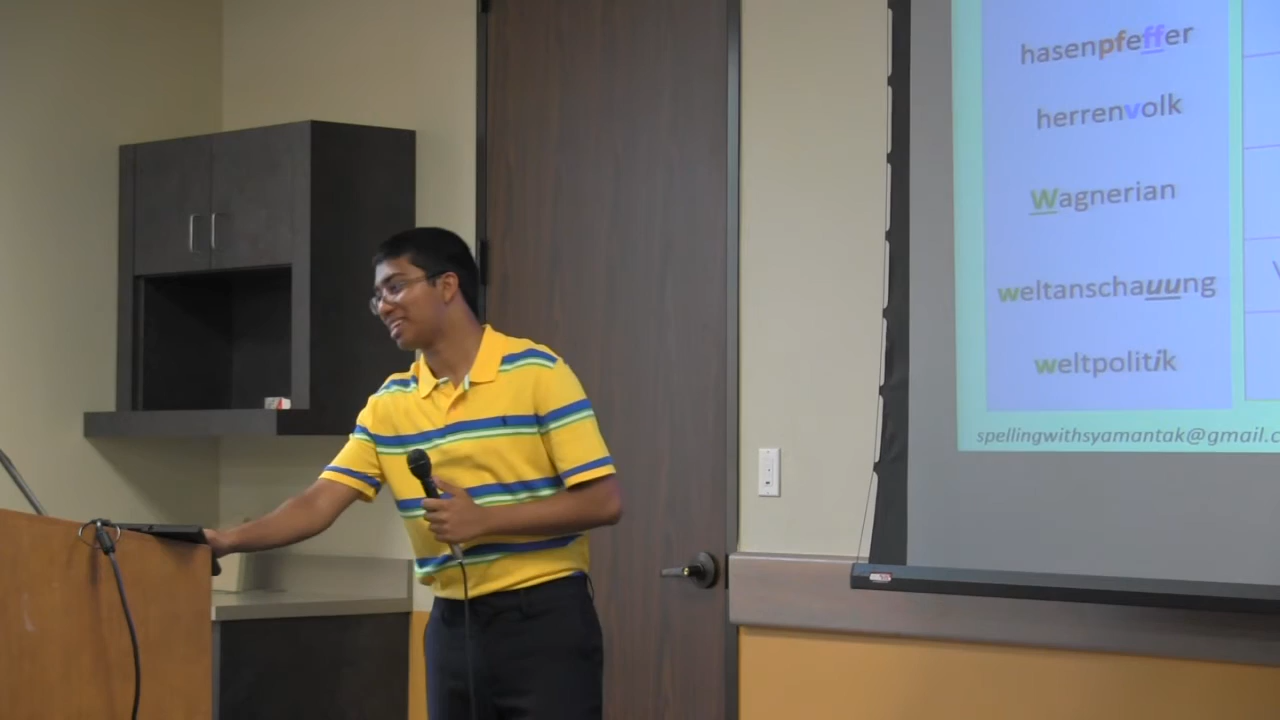 hasenpfeffer
herrenvolk
Wagnerian
weltanschauung
weltpolitik
spellingwithsyamantak@gmail.c